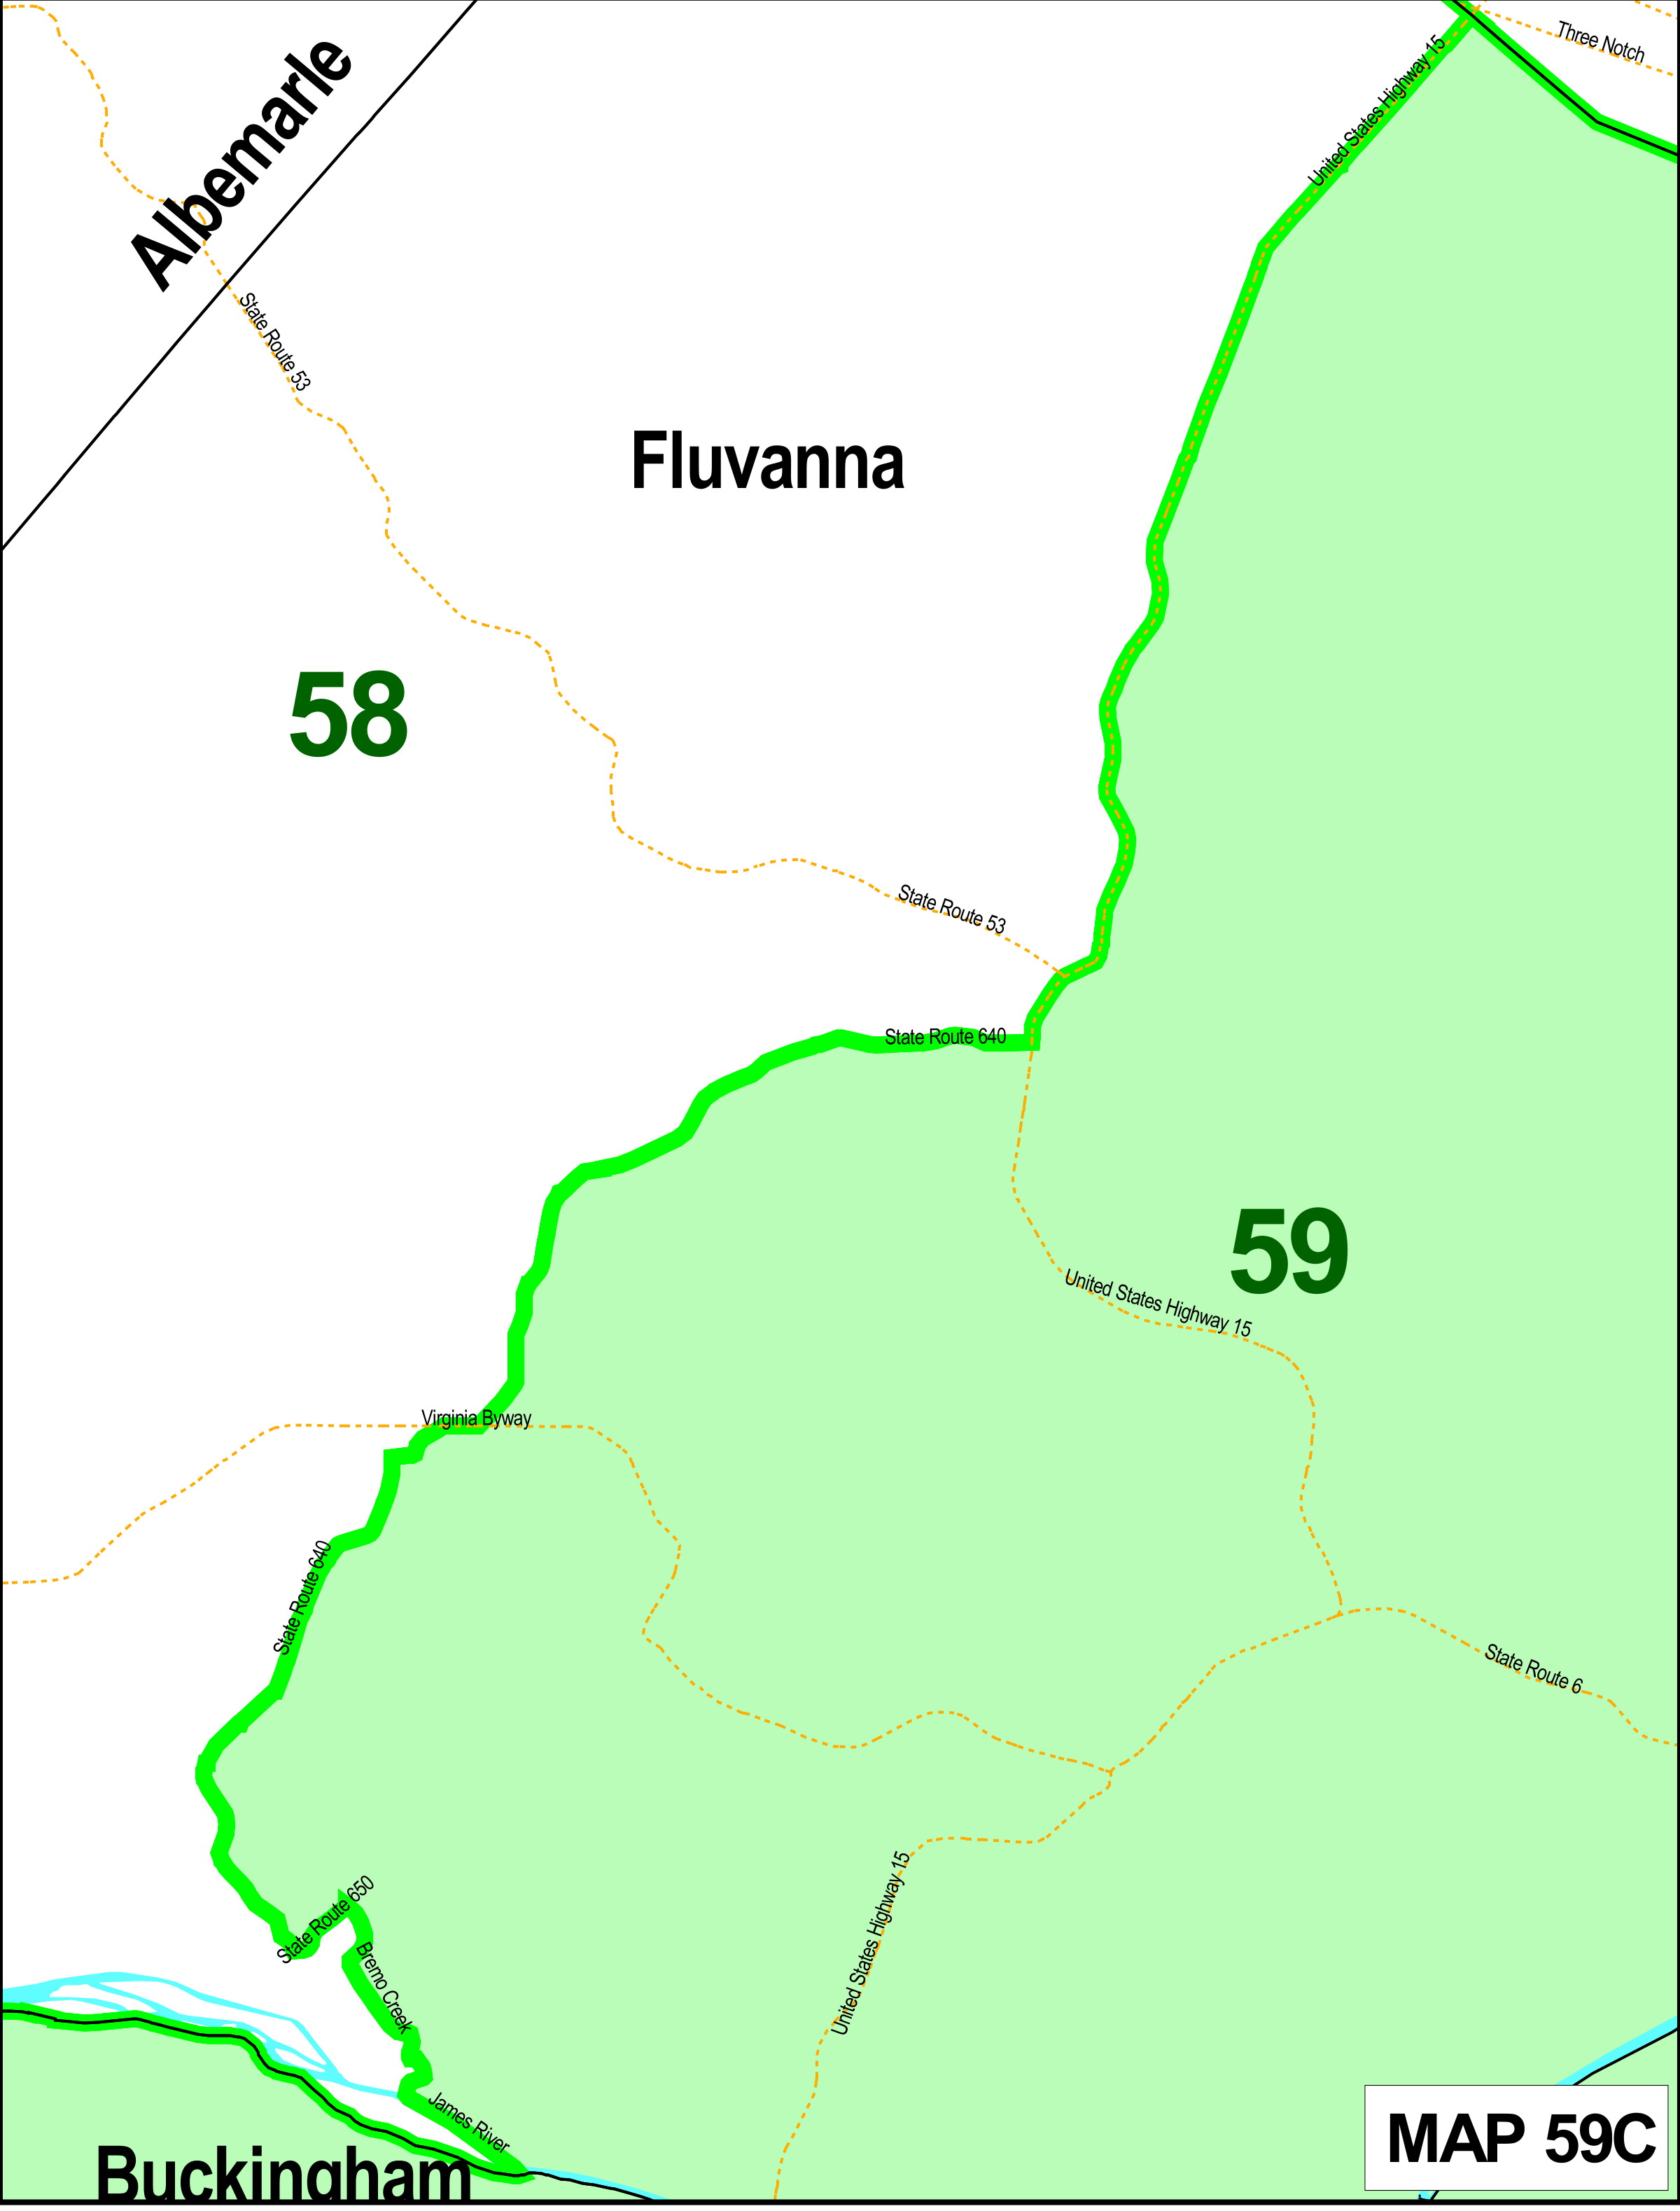 Three Notch
United States Highway 15
Albemarle
State Route 53
Fluvanna
58
State Route 53
State Route 640
59
United States Highway 15
Virginia Byway
State Route 640
State Route 6
United States Highway 15
State Route 650
Bremo Creek
James River
MAP 59C
Buckingham